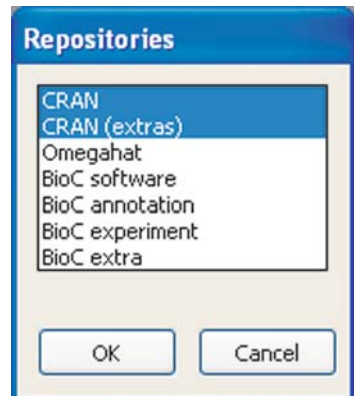 Repositories
CRAN
CRAN (extras)
Omegahat
BioC software
BioC annotation
BioC experiment
BioC extra
OK
Cancel